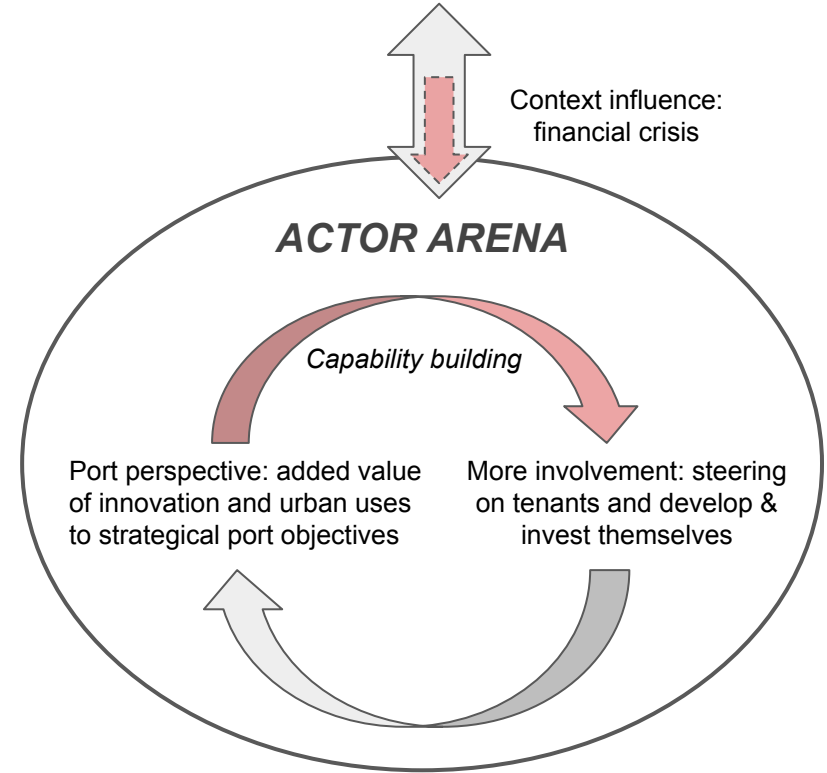 Context influence:
financial crisis
ACTOR ARENA
Capability building
Port perspective: added value
of innovation and urban uses
to strategical port objectives
More involvement: steering
on tenants and develop &
invest themselves